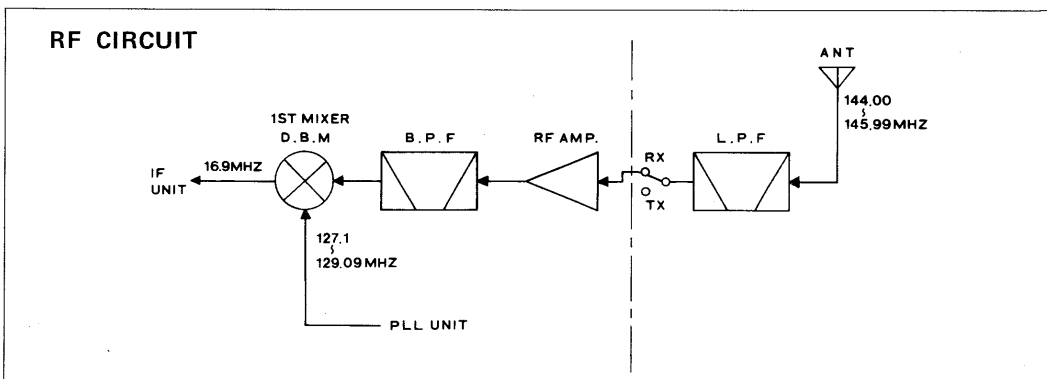 RF CIRCUIT
ANT
144.00
~
145.99MHZ
1ST MIXER
D.B.M
B.P.F
RF AMP.
RX
TX
L.P.F
16.9MHZ
IF
UNIT
127.1
~
129.09MHZ
PLL UNIT